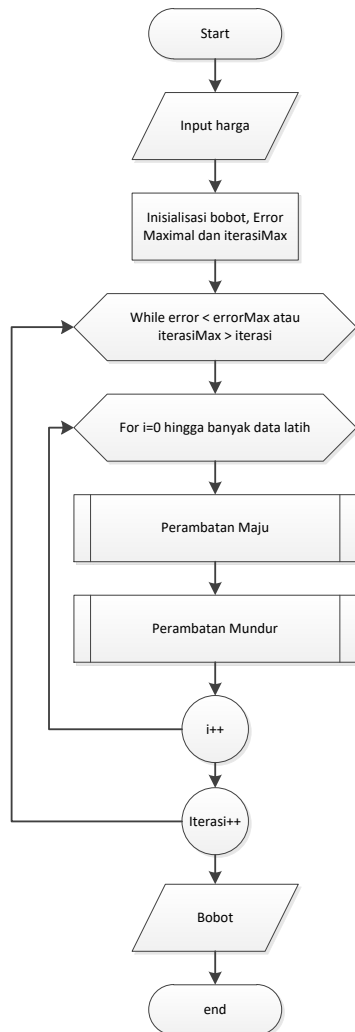 Start
Input harga
Inisialisasi bobot, Error
Maximal dan iterasiMax
While error < errorMax atau
iterasiMax > iterasi
For i=0 hingga banyak data latih
Perambatan Maju
Perambatan Mundur
i++
Iterasi++
Bobot
end